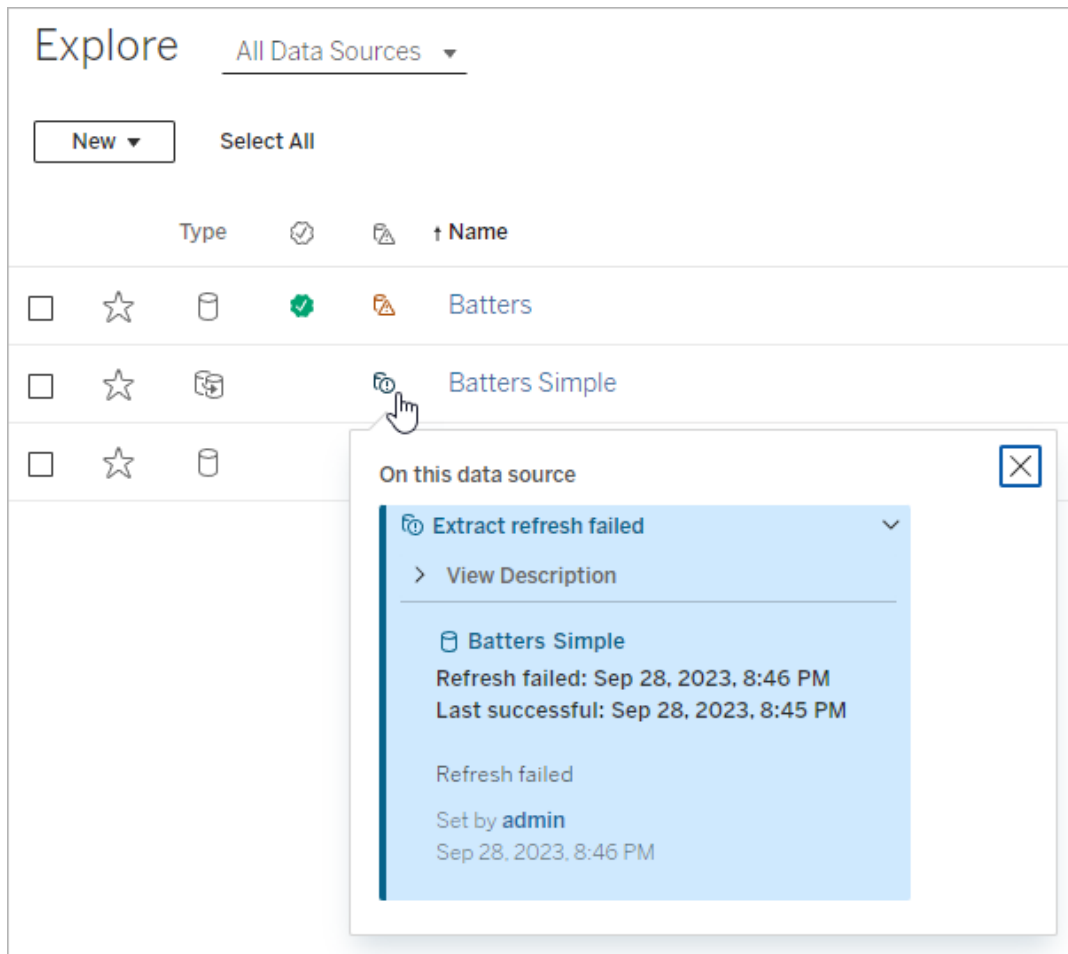 Explore All Data Sources
New Select All
Type Name
Batters
Batters Simple
On this data source
Extract refresh failed
View Description
Batters Simple
Refresh failed: Sep 28, 2023, 8:46 PM
Last successful: Sep 28, 2023, 8:45 PM
Refresh failed
Set by admin
Sep 28, 2023, 8:46 PM